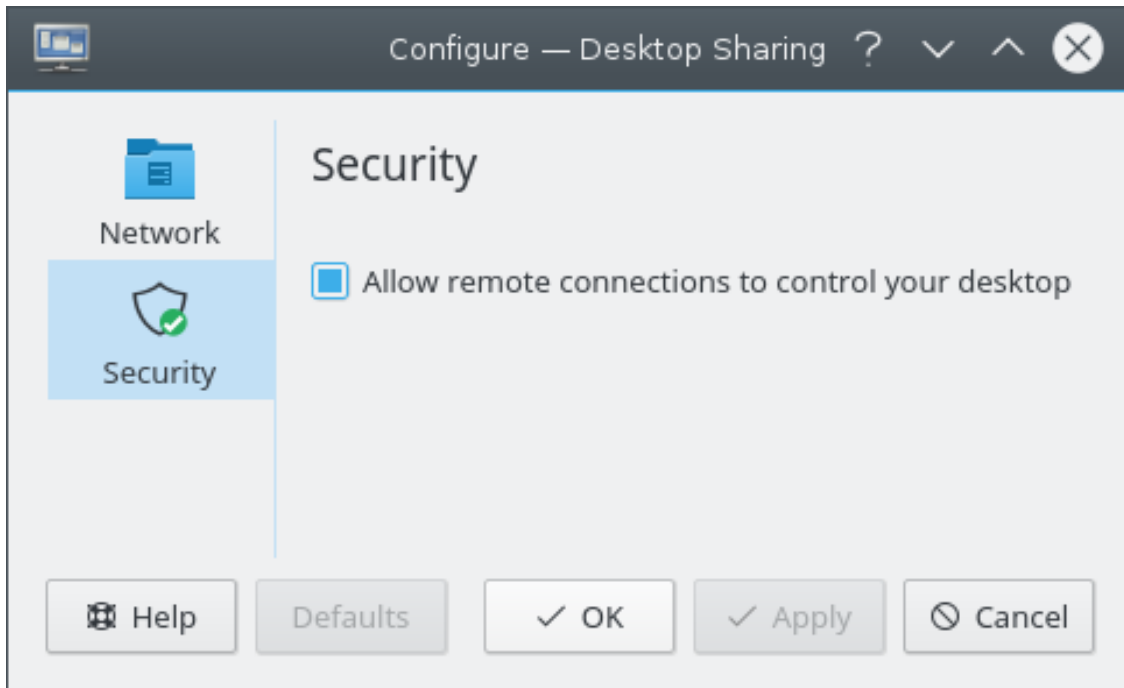 Configure — Desktop Sharing
Network
Security
Security
Allow remote connections to control your desktop
Help
Defaults
OK
Apply
Cancel